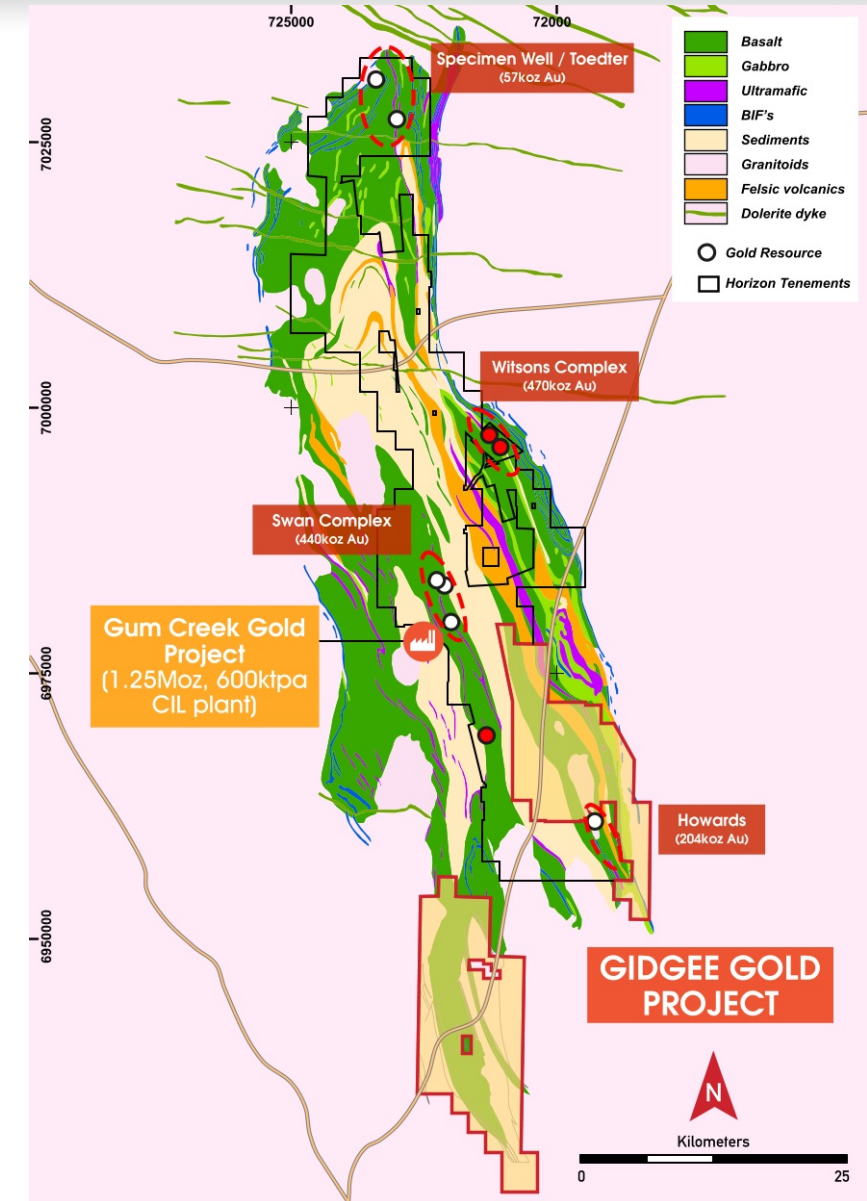 725000
72000
Specimen Well / Toedter
(57koz Au)
Basalt
Gabbro
Ultramafic
BIF's
Sediments
Granitoids
Felsic volcanics
Dolerite dyke
Gold Resource
Horizon Tenements
7025000
Witsons Complex
(470koz Au)
7000000
Swan Complex
(440koz Au)
Gum Creek Gold
Project
(1.25Moz, 600ktpa
CIL plant)
6975000
Howards
(204koz Au)
6950000
GIDGEE GOLD
PROJECT
N
Kilometers
0
25